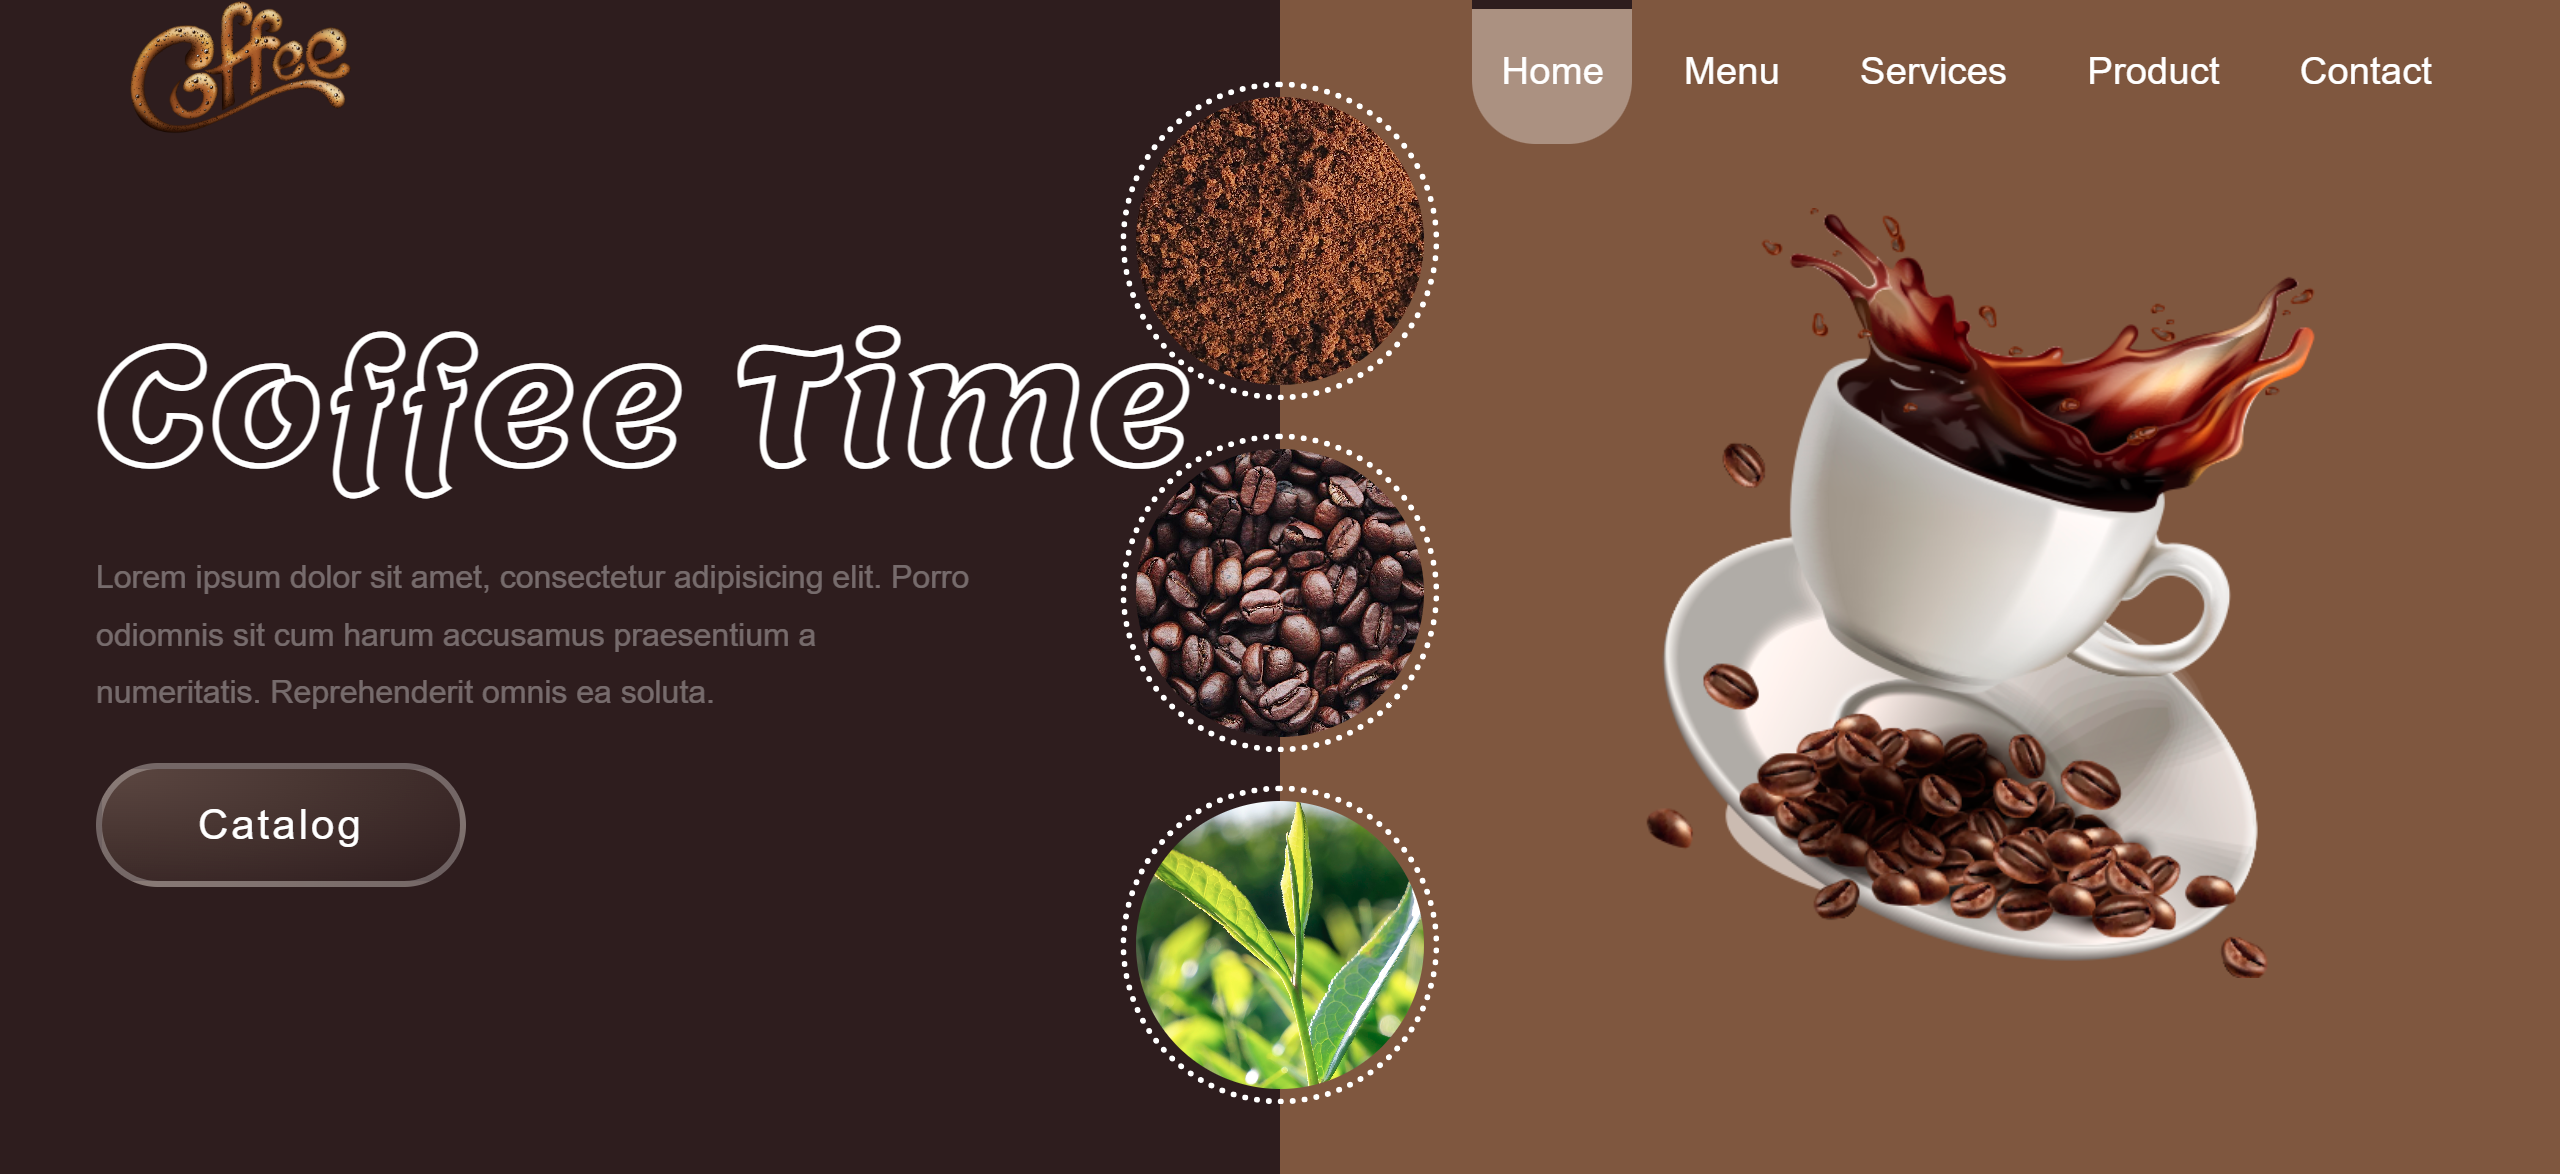 Coffee
Home Menu Services Product Contact
Coffee Time
Lorem ipsum dolor sit amet, consectetur adipisicing elit. Porro
odiomnis sit cum harum accusamus praesentium a
numeritatis. Reprehenderit omnis ea soluta.
Catalog